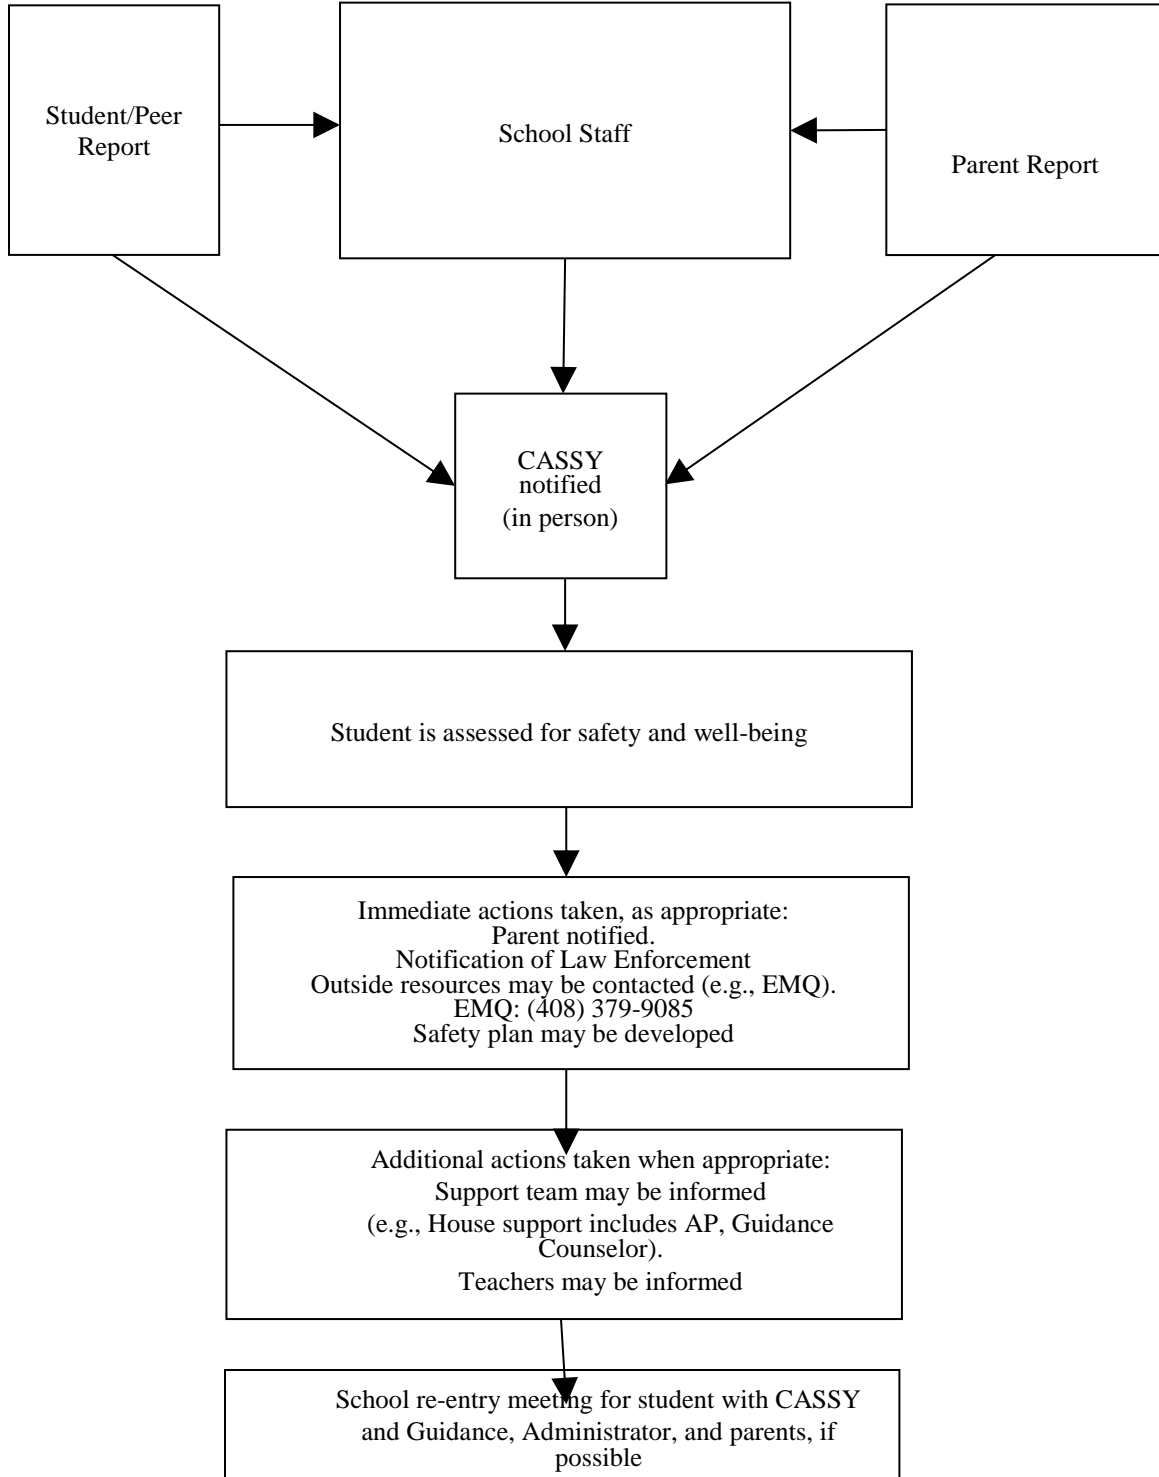 Student/Peer
Report
School Staff
Parent Report
CASSY
notified
(in person)
Student is assessed for safety and well-being
Immediate actions taken, as appropriate:
Parent notified.
Notification of Law Enforcement
Outside resources may be contacted (e.g., EMQ).
EMQ: (408) 379-9085
Safety plan may be developed
Additional actions taken when appropriate:
Support team may be informed
(e.g., House support includes AP, Guidance
Counselor).
Teachers may be informed
School re-entry meeting for student with CASSY
and Guidance, Administrator, and parents, if
possible